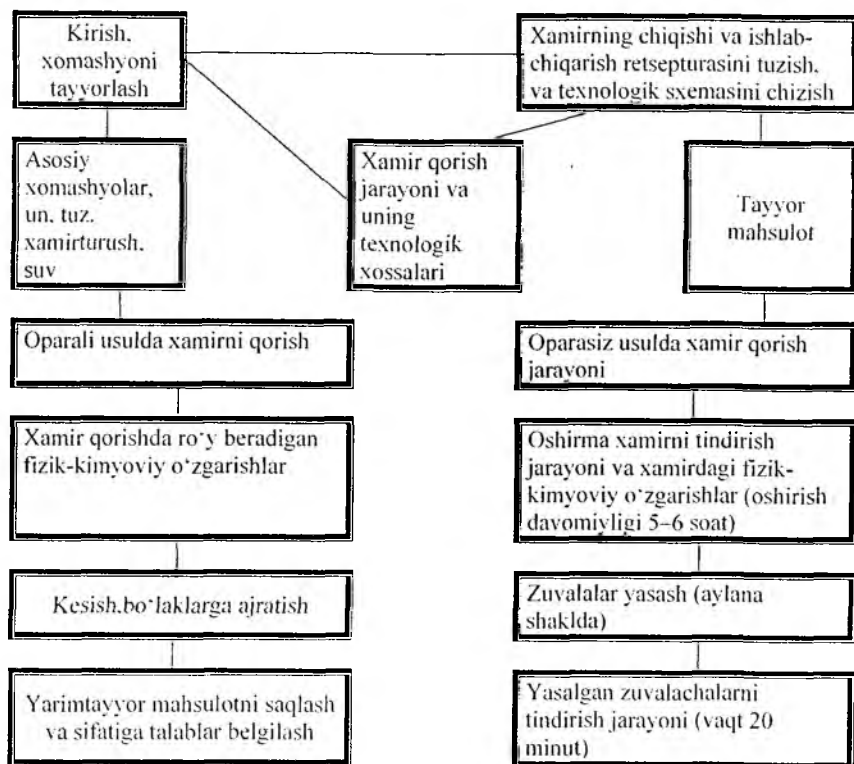 Kirish,
xomashyoni
tayyorlash
Xamirning chiqishi va ishlab-
chiqarish retsepturasini tuzish.
va texnologik sxemasini chizish
Asosiy
xomashyolar,
un. tuz.
xamirturush.
suv
Xamir qorish
jarayoni va
uning
texnologik
xossalari
Tayyor
mahsulot
Oparali usulda xamirni qorish
Oparasiz usulda xamir qorish
jarayoni
Xamir qorishda ro‘y beradigan
fizik-kimyoviy o‘zgarishlar
Oshirma xamirni tindirish
jarayoni va xamirdagi fizik-
kimyoviy o‘zgarishlar (oshirish
davomiyligi 5–6 soat)
Kesish.bo‘laklarga ajratish
Zuvalalar yasash (aylana
shaklda)
Yarimtayyor mahsulotni saqlash
va sifatiga talablar belgilash
Yasalgan zuvalachalarni
tindirish jarayoni (vaqt 20
minut)